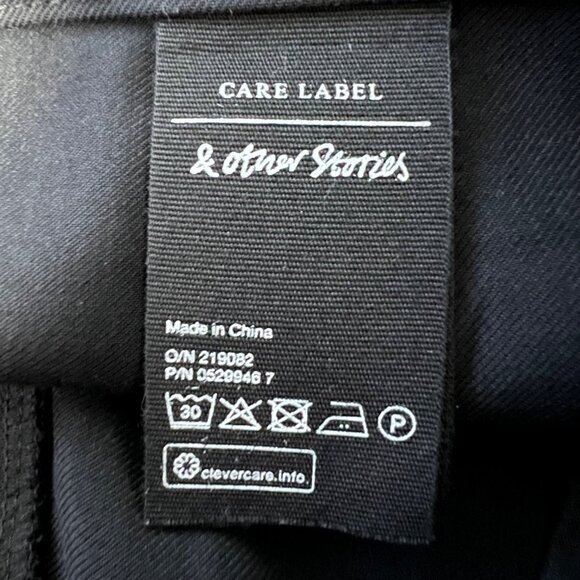 CARE LABEL
& other Stories
Made in China
O/N 219082
P/N 0529946 7
30 P
clevercare.info